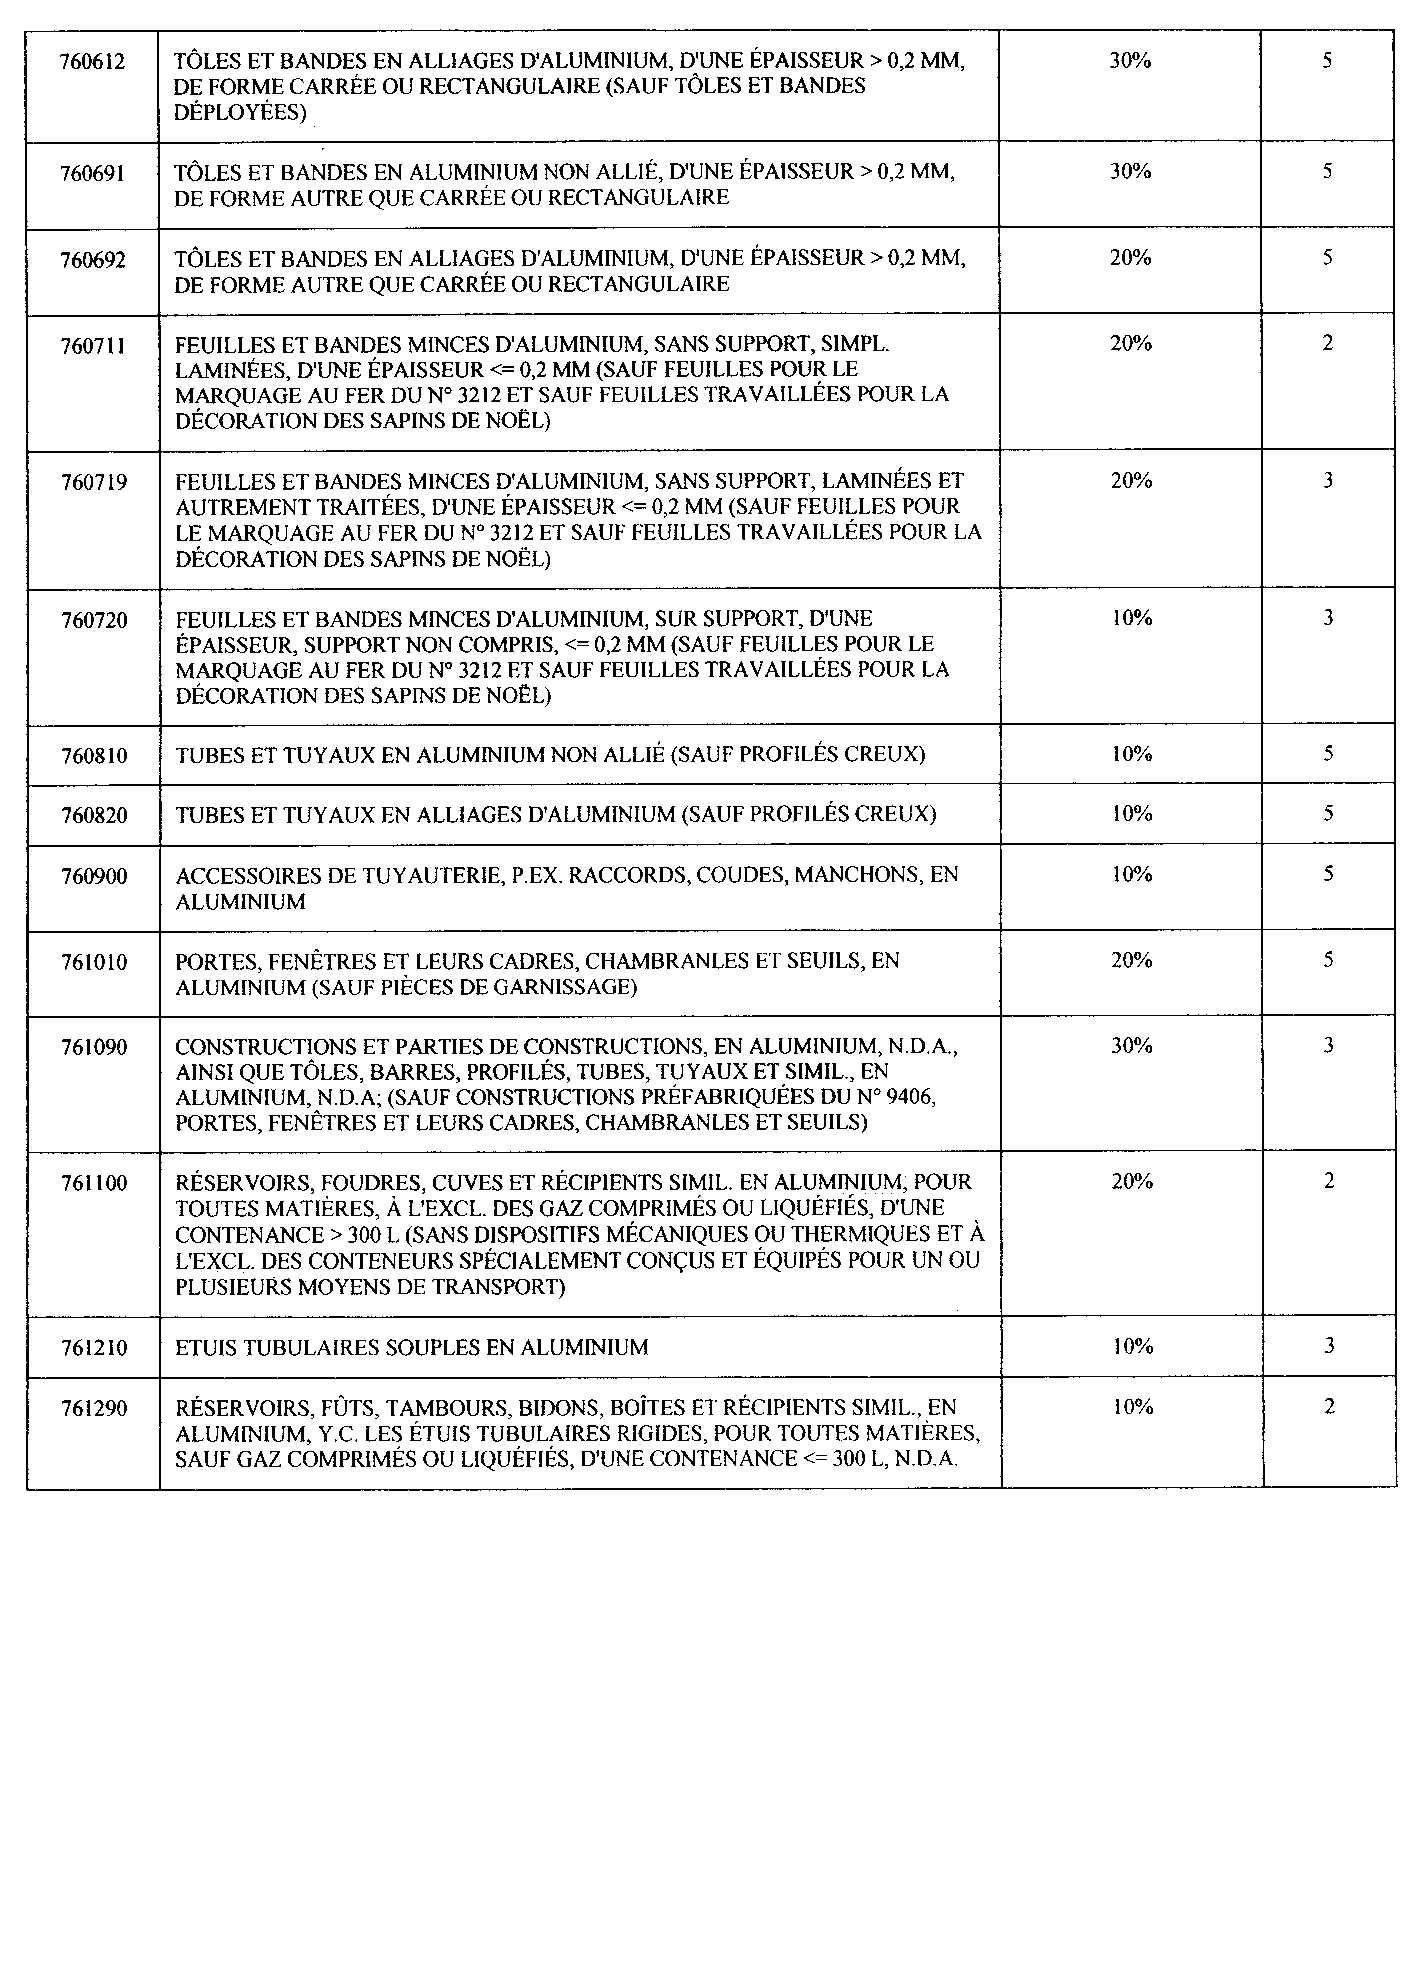 760612 TÔLES ET BANDES EN ALLIAGES D'ALUMINIUM, D'UNE ÉPAISSEUR > 0,2 MM, 30% 5
DE FORME CARRÉE OU RECTANGULAIRE (SAUF TÔLES ET BANDES
DÉPLOYÉES)
760691 TÔLES ET BANDES EN ALUMINIUM NON ALLIÉ, D'UNE ÉPAISSEUR > 0,2 MM, 30% 5
DE FORME AUTRE QUE CARRÉE OU RECTANGULAIRE
760692 TÔLES ET BANDES EN ALLIAGES D'ALUMINIUM, D'UNE ÉPAISSEUR > 0,2 MM, 20% 5
DE FORME AUTRE QUE CARRÉE OU RECTANGULAIRE
760711 FEUILLES ET BANDES MINCES D'ALUMINIUM, SANS SUPPORT, SIMPL. 20% 2
LAMINÉES, D'UNE ÉPAISSEUR <= 0,2 MM (SAUF FEUILLES POUR LE
MARQUAGE AU FER DU N° 3212 ET SAUF FEUILLES TRAVAILLÉES POUR LA
DÉCORATION DES SAPINS DE NOËL)
760719 FEUILLES ET BANDES MINCES D'ALUMINIUM, SANS SUPPORT, LAMINÉES ET 20% 3
AUTREMENT TRAITÉES, D'UNE ÉPAISSEUR <= 0,2 MM (SAUF FEUILLES POUR
LE MARQUAGE AU FER DU N° 3212 ET SAUF FEUILLES TRAVAILLÉES POUR LA
DÉCORATION DES SAPINS DE NOËL)
760720 FEUILLES ET BANDES MINCES D'ALUMINIUM, SUR SUPPORT, D'UNE 10% 3
ÉPAISSEUR, SUPPORT NON COMPRIS, <= 0,2 MM (SAUF FEUILLES POUR LE
MARQUAGE AU FER DU N° 3212 ET SAUF FEUILLES TRAVAILLÉES POUR LA
DÉCORATION DES SAPINS DE NOËL)
760810 TUBES ET TUYAUX EN ALUMINIUM NON ALLIÉ (SAUF PROFILÉS CREUX) 10% 5
760820 TUBES ET TUYAUX EN ALLIAGES D'ALUMINIUM (SAUF PROFILÉS CREUX) 10% 5
760900 ACCESSOIRES DE TUYAUTERIE, P.EX. RACCORDS, COUDES, MANCHONS, EN 10% 5
ALUMINIUM
761010 PORTES, FENÊTRES ET LEURS CADRES, CHAMBRANLES ET SEUILS, EN 20% 5
ALUMINIUM (SAUF PIÈCES DE GARNISSAGE)
761090 CONSTRUCTIONS ET PARTIES DE CONSTRUCTIONS, EN ALUMINIUM, N.D.A., 30% 3
AINSI QUE TÔLES, BARRES, PROFILÉS, TUBES, TUYAUX ET SIMIL., EN
ALUMINIUM, N.D.A; (SAUF CONSTRUCTIONS PRÉFABRIQUÉES DU N° 9406,
PORTES, FENÊTRES ET LEURS CADRES, CHAMBRANLES ET SEUILS)
761100 RÉSERVOIRS, FOUDRES, CUVES ET RÉCIPIENTS SIMIL. EN ALUMINIUM, POUR 20% 2
TOUTES MATIÈRES, À L'EXCL. DES GAZ COMPRIMÉS OU LIQUÉFIÉS, D'UNE
CONTENANCE > 300 L (SANS DISPOSITIFS MÉCANIQUES OU THERMIQUES ET À
L'EXCL. DES CONTENEURS SPÉCIALEMENT CONÇUS ET ÉQUIPÉS POUR UN OU
PLUSIEURS MOYENS DE TRANSPORT)
761210 ETUIS TUBULAIRES SOUPLES EN ALUMINIUM 10% 3
761290 RÉSERVOIRS, FÛTS, TAMBOURS, BIDONS, BOÎTES ET RÉCIPIENTS SIMIL., EN 10% 2
ALUMINIUM, Y.C. LES ÉTUIS TUBULAIRES RIGIDES, POUR TOUTES MATIÈRES,
SAUF GAZ COMPRIMÉS OU LIQUÉFIÉS, D'UNE CONTENANCE <= 300 L, N.D.A.